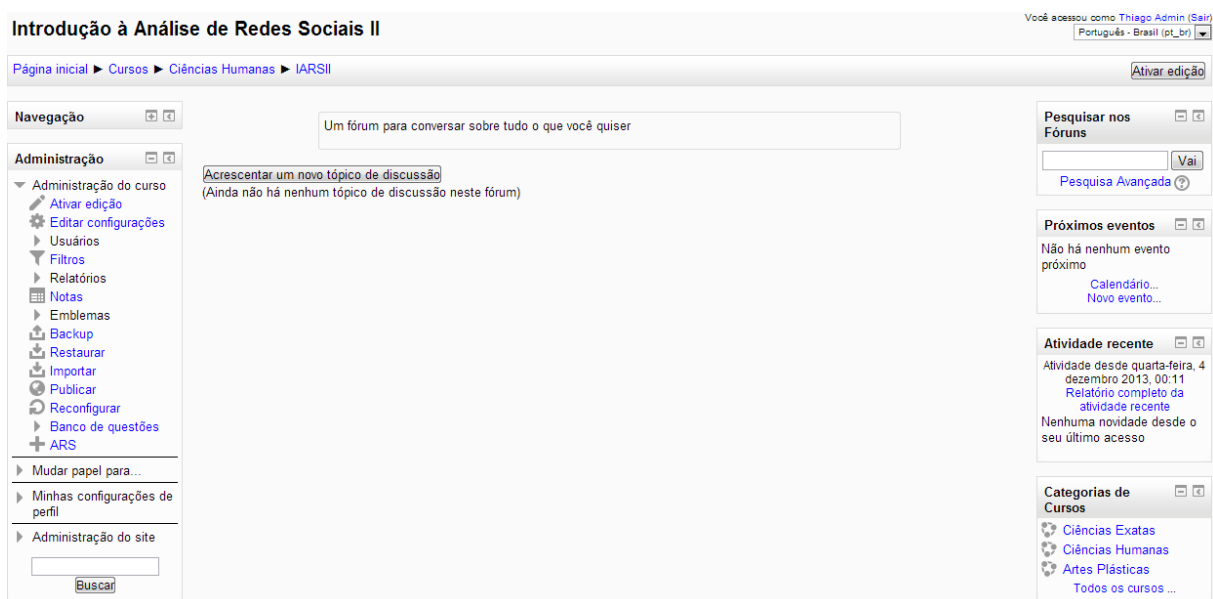 Introdução à Análise de Redes Sociais II
Você acessou como Thiago Admin (Sair)
Português - Brasil (pt_br)
Página inicial ► Cursos ► Ciências Humanas ► IARSII
Ativar edição
Navegação
Administração
Administração do curso
Ativar edição
Editar configurações
Usuários
Filtros
Relatórios
Notas
Emblemas
Backup
Restaurar
Importar
Publicar
Reconfigurar
Banco de questões
ARS
Mudar papel para...
Minhas configurações de
perfil
Administração do site
Buscar
Um fórum para conversar sobre tudo o que você quiser
Acrescentar um novo tópico de discussão
(Ainda não há nenhum tópico de discussão neste fórum)
Pesquisar nos
Fóruns
Vai
Pesquisa Avançada
Próximos eventos
Não há nenhum evento
próximo
Calendário...
Novo evento...
Atividade recente
Atividade desde quarta-feira, 4
dezembro 2013, 00:11
Relatório completo da
atividade recente
Nenhuma novidade desde o
seu último acesso
Categorias de
Cursos
Ciências Exatas
Ciências Humanas
Artes Plásticas
Todos os cursos ...